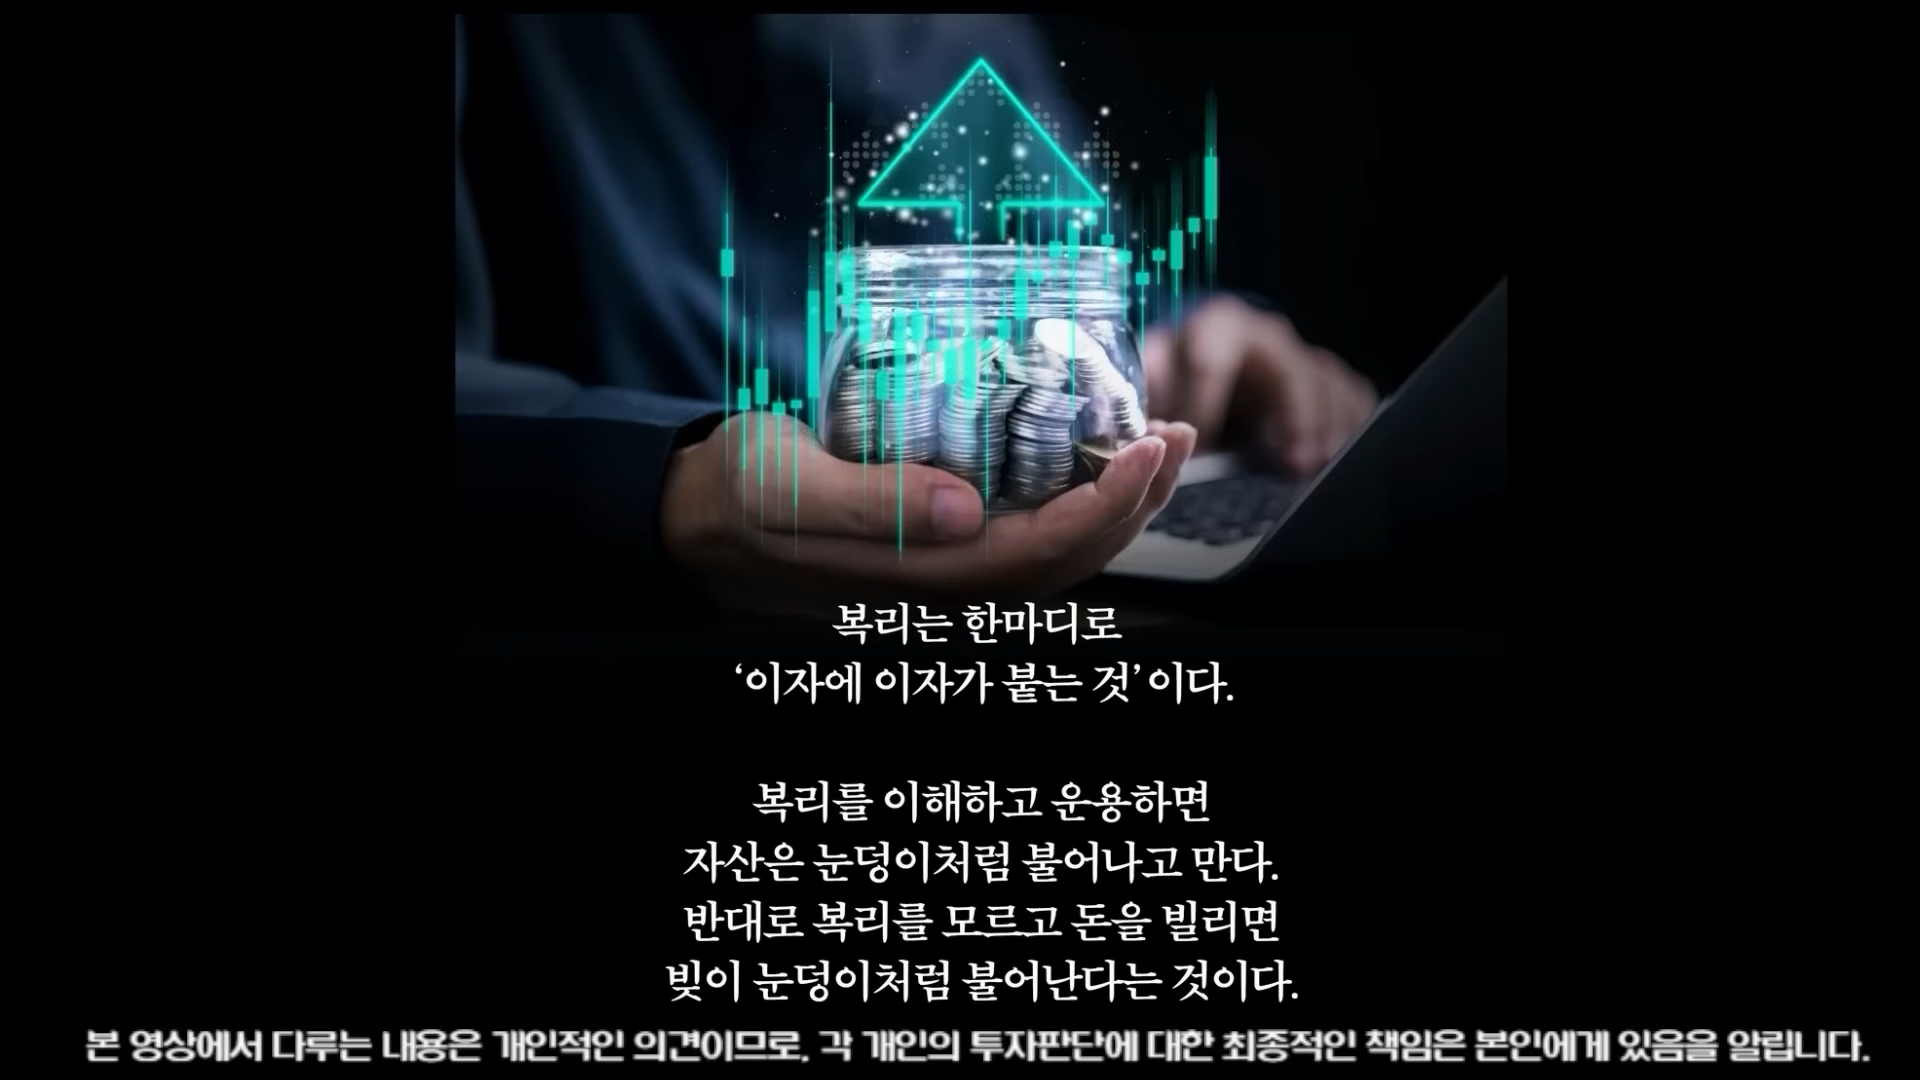 복리는 한마디로
‘이자에 이자가 붙는 것’이다.
복리를 이해하고 운용하면
자산은 눈덩이처럼 불어나고 만다.
반대로 복리를 모르고 돈을 빌리면
빚이 눈덩이처럼 불어난다는 것이다.
본 영상에서 다루는 내용은 개인적인 의견이므로, 각 개인의 투자판단에 대한 최종적인 책임은 본인에게 있음을 알립니다.